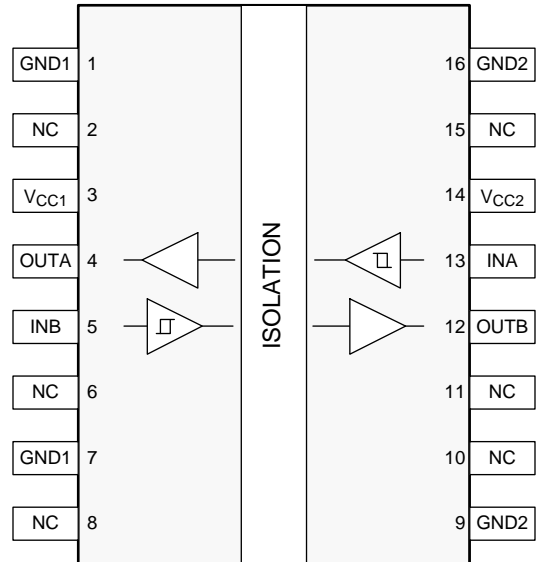 GND1 1 16 GND2
NC 2 15 NC
VCC1 3 14 VCC2
OUTA 4 13 INA
INB 5 12 OUTB
NC 6 11 NC
GND1 7 10 NC
NC 8 9 GND2
ISOLATION